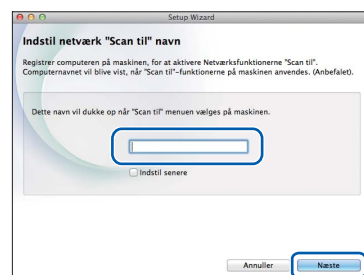 Setup Wizard
Indstil netværk "Scan til" navn
Registrer computeren på maskinen, for at aktivere Netværksfunktionerne "Scan til".
Computernavnet vil blive vist, når "Scan til"-funktionerne på maskinen anvendes. (Anbefalet).
Dette navn vil dukke op når "Scan til" menuen vælges på maskinen.
Indstil senere
Annuller
Næste